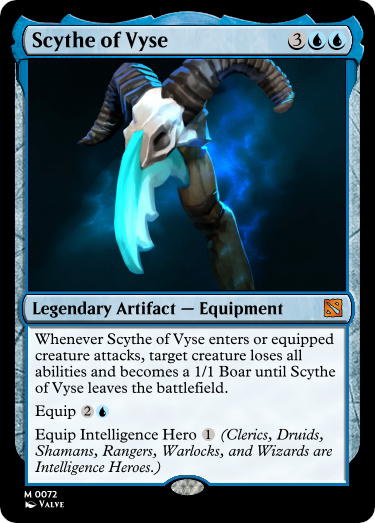 Scythe of Vyse 3
Legendary Artifact — Equipment
Whenever Scythe of Vyse enters or equipped
creature attacks, target creature loses all
abilities and becomes a 1/1 Boar until Scythe
of Vyse leaves the battlefield.
Equip 2
Equip Intelligence Hero 1 (Clerics, Druids,
Shamans, Rangers, Warlocks, and Wizards are
Intelligence Heroes.)
M 0072
Valve